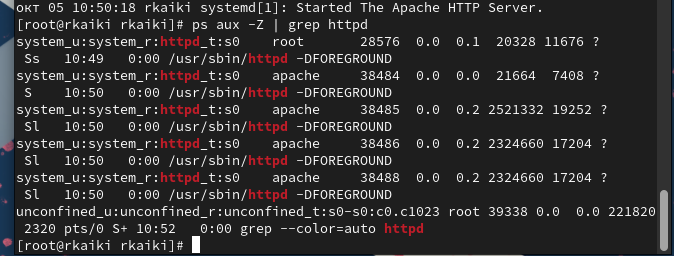 окт 05 10:50:18 rkaiki systemd[1]: Started The Apache HTTP Server.
[root@rkaiki rkaiki]# ps aux -Z | grep httpd
system_u:system_r:httpd_t:s0    root       28576  0.0  0.1  20328 11676 ?
 Ss   10:49   0:00 /usr/sbin/httpd -DFOREGROUND
system_u:system_r:httpd_t:s0    apache     38484  0.0  0.0  21664  7408 ?
 S    10:50   0:00 /usr/sbin/httpd -DFOREGROUND
system_u:system_r:httpd_t:s0    apache     38485  0.0  0.2 2521332 19252 ?
 Sl   10:50   0:00 /usr/sbin/httpd -DFOREGROUND
system_u:system_r:httpd_t:s0    apache     38486  0.0  0.2 2324660 17204 ?
 Sl   10:50   0:00 /usr/sbin/httpd -DFOREGROUND
system_u:system_r:httpd_t:s0    apache     38488  0.0  0.2 2324660 17204 ?
 Sl   10:50   0:00 /usr/sbin/httpd -DFOREGROUND
unconfined_u:unconfined_r:unconfined_t:s0-s0:c0.c1023 root 39338 0.0  0.0 221820
 2320 pts/0 S+ 10:52   0:00 grep --color=auto httpd
[root@rkaiki rkaiki]#